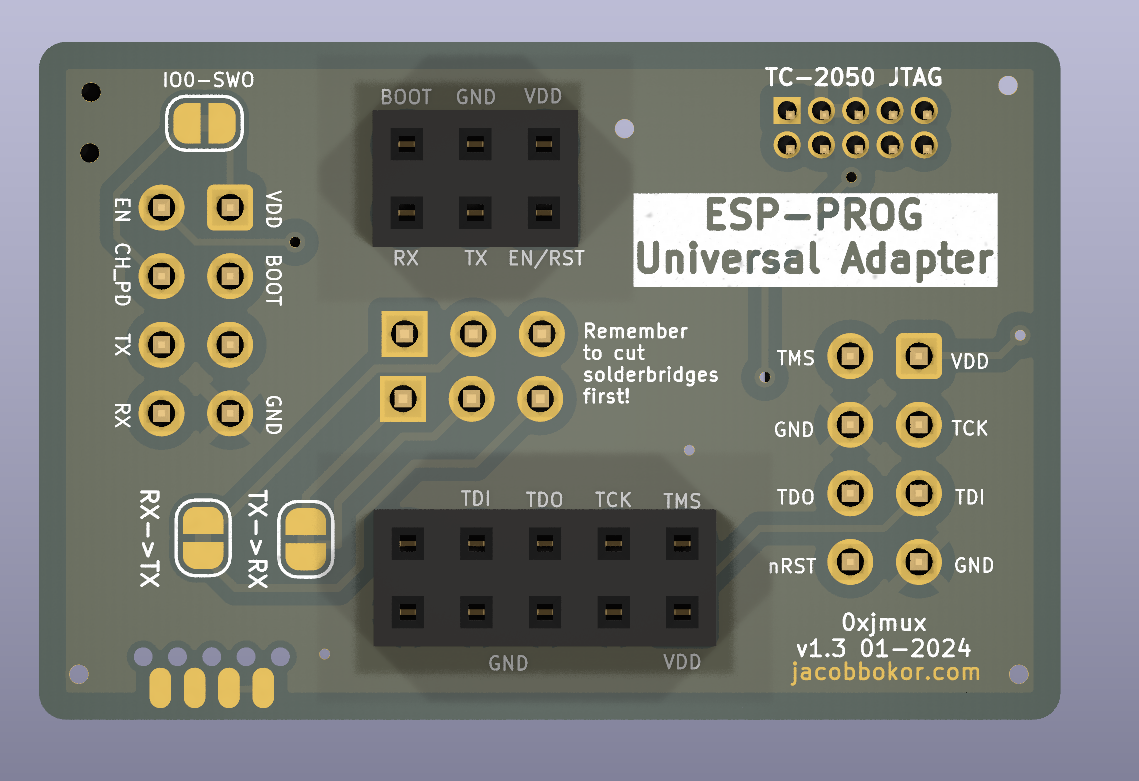 IO0-SWO
BOOT GND VDD
TC-2050 JTAG
EN
VDD
CH_PD
BOOT
TX
RX
GND
RX TX EN/RST
ESP-PROG
Universal Adapter
Remember
to cut
solderbridges
first!
TMS
VDD
GND
TCK
TDO
TDI
nRST
GND
RX->TX
TX->RX
TDI TDO TCK TMS
GND VDD
0xjmux
v1.3 01-2024
jacobbokor.com